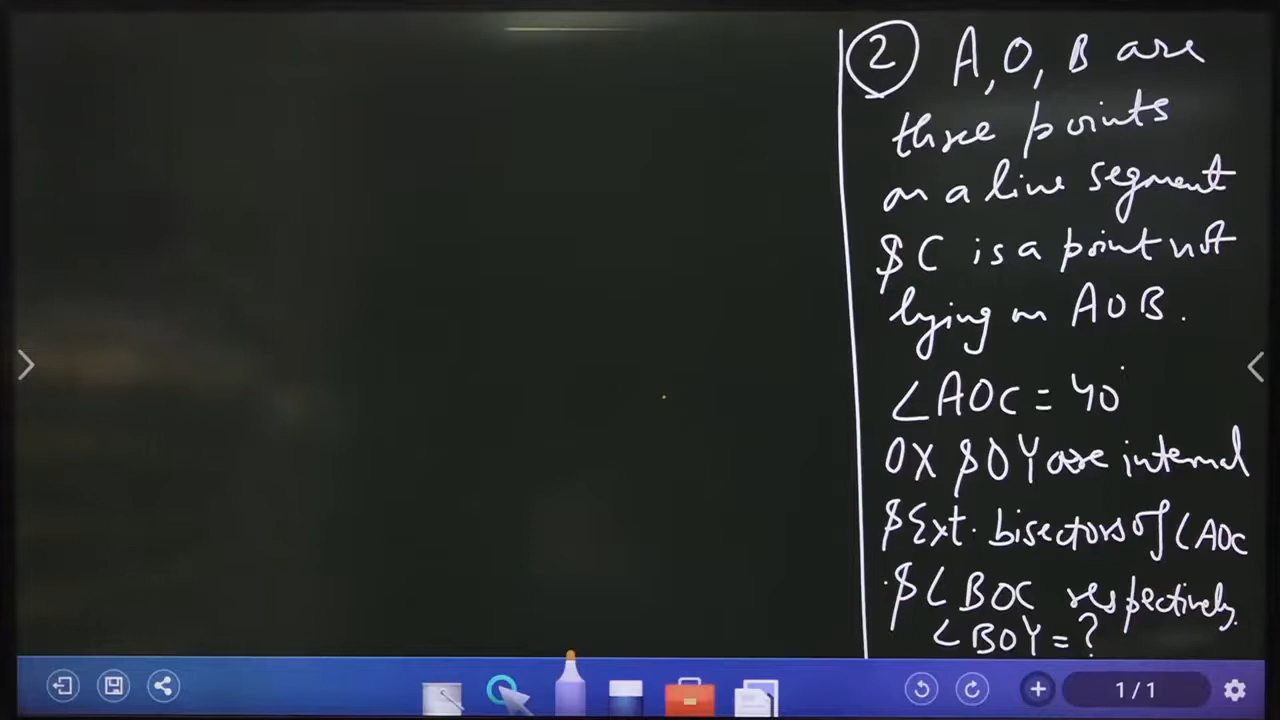 2 A, O, B are
three points
on a line segment
& C is a point not
lying on AOB.
∠AOC = 40°
OX & OY are internal
& Ext. bisectors of ∠AOC
& ∠BOC respectively.
∠BOY = ?
1/1